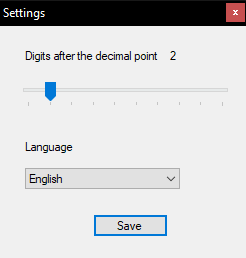 Settings x
Digits after the decimal point 2
Language
English
Save